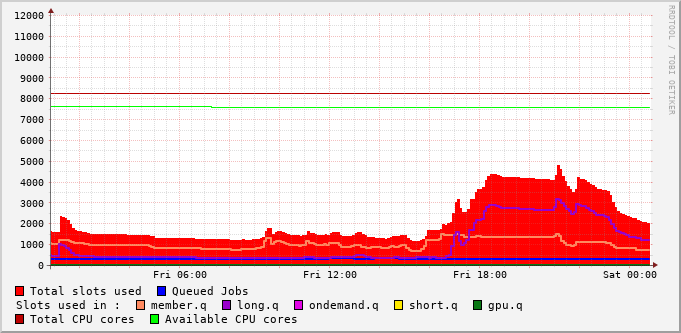 RRDTOOL / TOBI OETIKER
12000
11000
10000
9000
8000
7000
6000
5000
4000
3000
2000
1000
0
Fri 06:00 Fri 12:00 Fri 18:00 Sat 00:00
Total slots used Queued Jobs
Slots used in : member.q long.q ondemand.q short.q gpu.q
Total CPU cores Available CPU cores